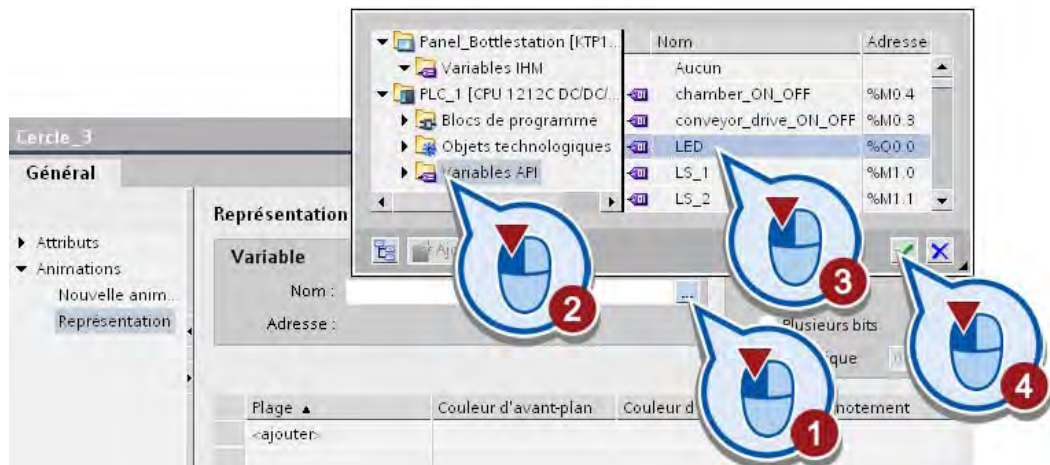 Panel_Bottlestation [KTP1...
Variables IHM
PLC_1 [CPU 1212C DC/DC/...
Blocs de programme
Objets technologiques
Variables API
Nom Adresse
Aucun
chamber_ON_OFF %M0.4
conveyor_drive_ON_OFF %M0.3
LED %Q0.0
LS_1 %M1.0
LS_2 %M1.1
Cercle_3
Général
Attributs
Animations
Nouvelle anim...
Représentation
Représentation
Variable
Nom :
...
Adresse :
Plusieurs bits
Plage Couleur d'avant-plan
<ajouter>
1
2
3
4